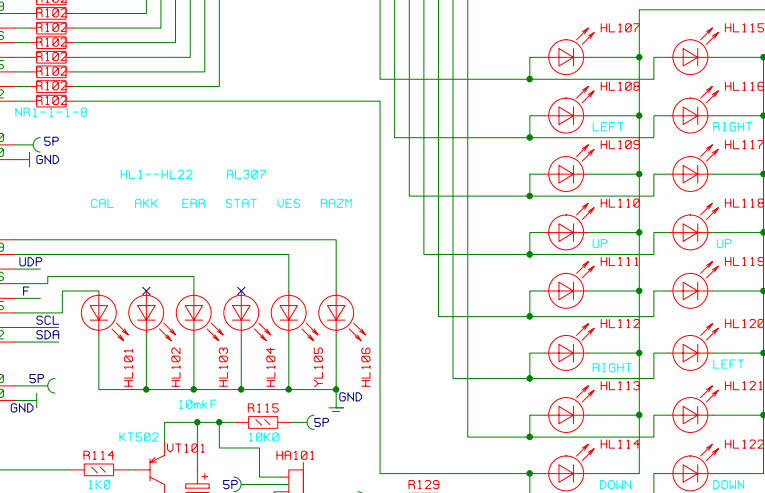 R102
R102
R102
R102
R102
R102
R102
NR1-1-1-8
5P
GND
HL1--HL22 AL307
CAL AKK ERR STAT VES RAZM
UDP
F
SCL
SDA
HL101 HL102 HL103 HL104 YL105 HL106
5P
GND
GND
10mkF
R115
5P
10K0
KT502
VT101
R114
1K0
HA101
5P
R129
HL107 HL115
HL108 HL116
LEFT RIGHT
HL109 HL117
HL110 HL118
UP UP
HL111 HL119
HL112 HL120
RIGHT LEFT
HL113 HL121
HL114 HL122
DOWN DOWN